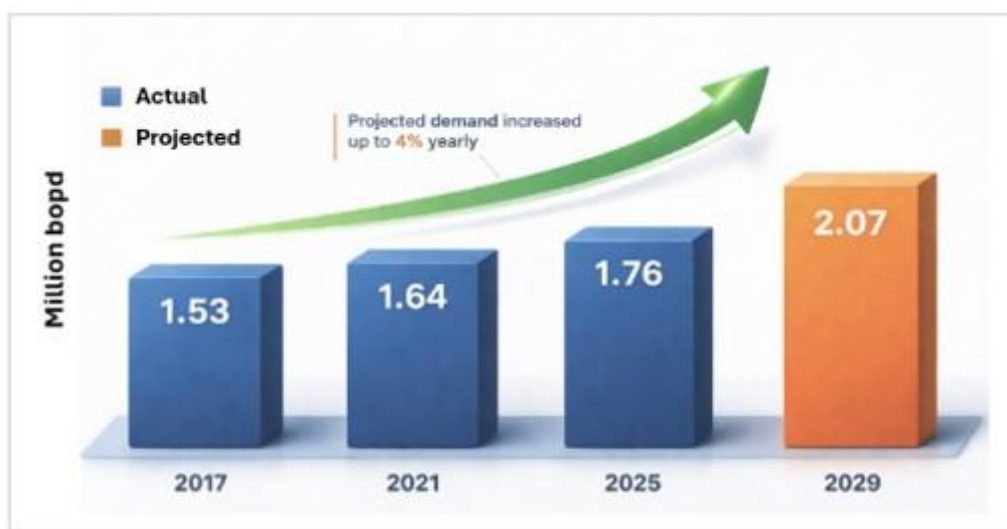 Actual
Projected
Projected demand increased
up to 4% yearly
Million bopd
1.53
1.64
1.76
2.07
2017
2021
2025
2029